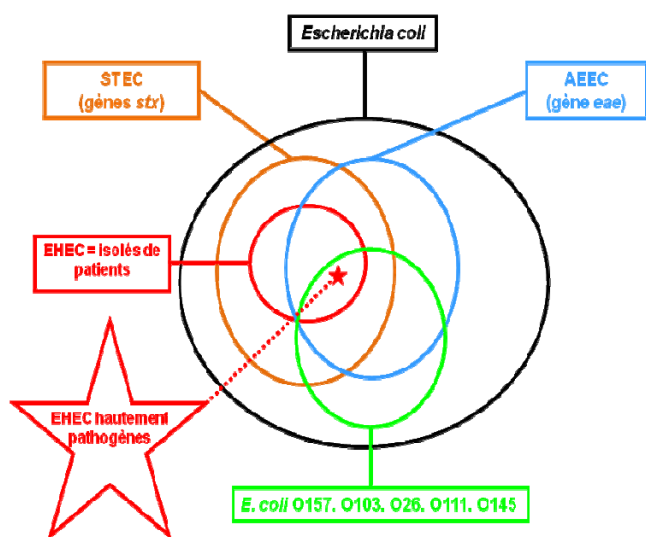 Escherichia coli
STEC
(gènes stx)
AEEC
(gène eae)
EHEC = isolés de
patients
EHEC hautement
pathogènes
E. coli O157. O103. O26. O111. O145